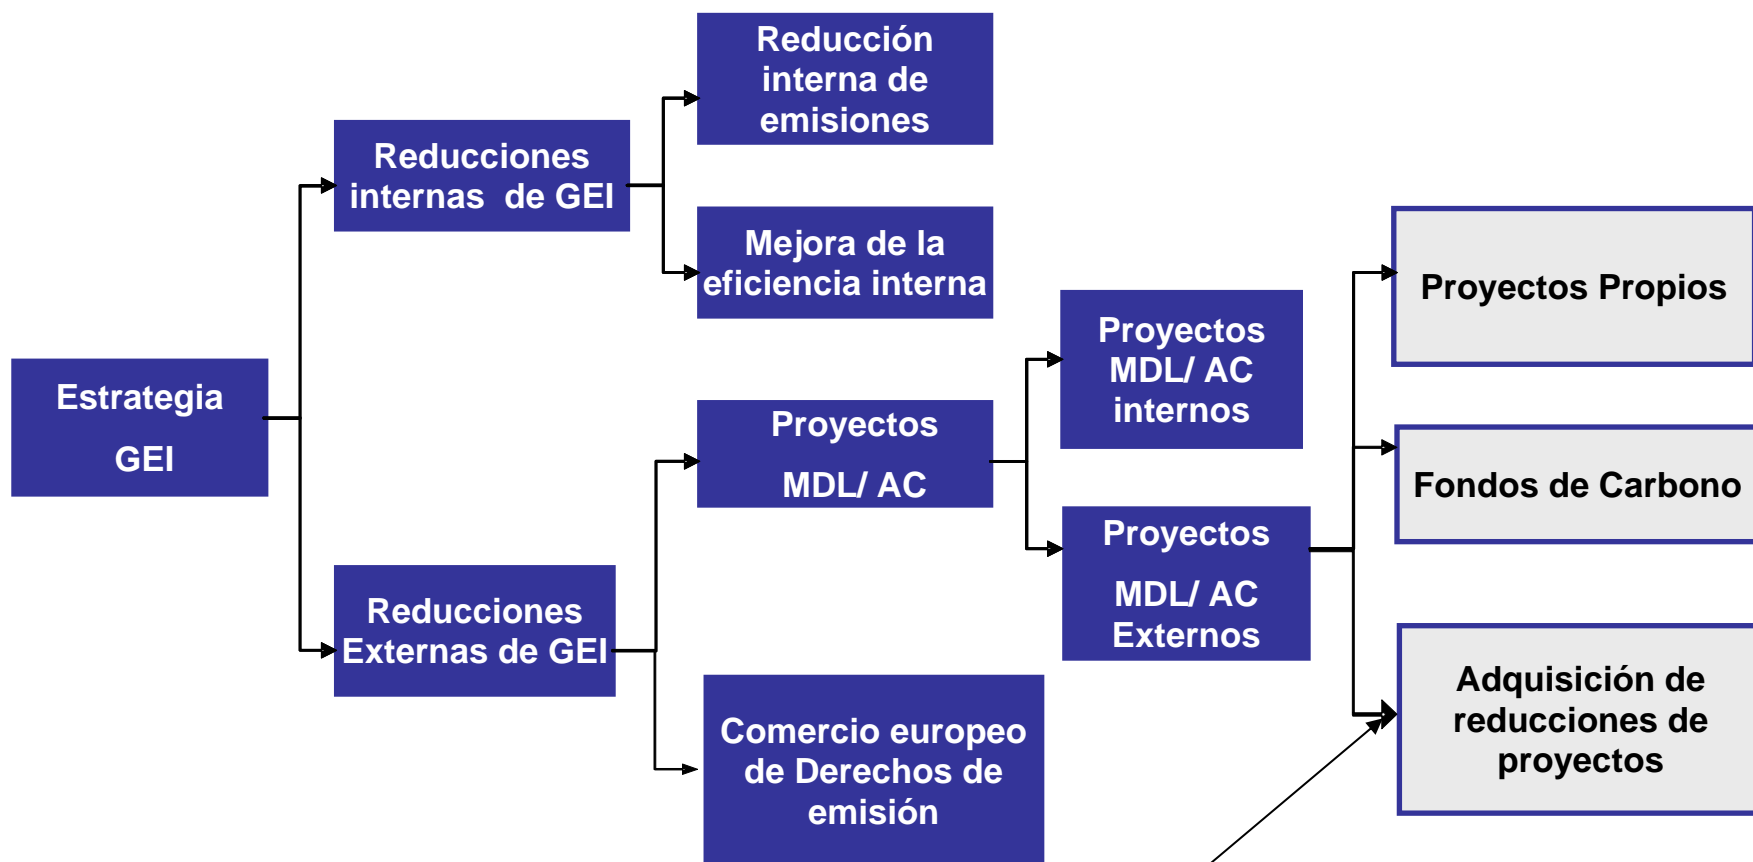 Reducción
interna de
emisiones
Reducciones
internas de GEI
Mejora de la
eficiencia interna
Proyectos Propios
Proyectos
MDL/ AC
internos
Estrategia
GEI
Proyectos
MDL/ AC
Fondos de Carbono
Proyectos
MDL/ AC
Externos
Reducciones
Externas de GEI
Adquisición de
reducciones de
proyectos
Comercio europeo
de Derechos de
emisión